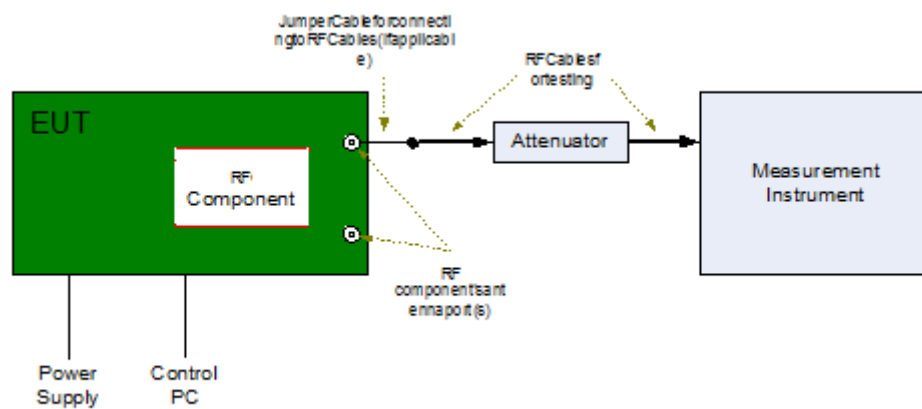 JumperCableforconnecti
ngtoRFCables(ifapplicabl
e)
RFCablesf
ortesting
EUT
Attenuator
RF
Component
Measurement
Instrument
RF
component'sant
ennaport(s)
Power
Supply
Control
PC